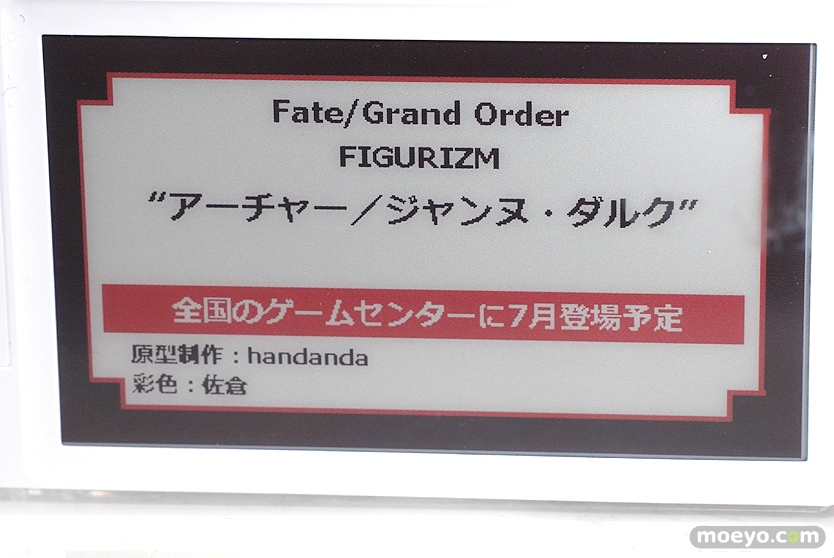 Fate/Grand Order
FIGURIZM
“アーチャー／ジャンヌ・ダルク”
全国のゲームセンターに7月登場予定
原型制作：handanda
彩色：佐倉
moeyo.com